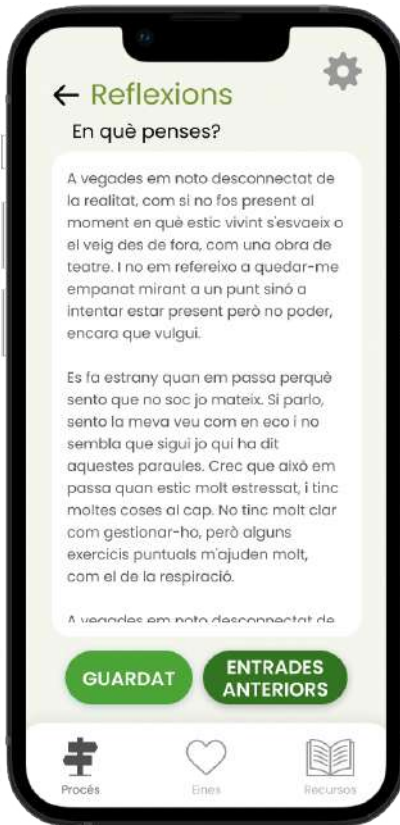 ← Reflexions
En què penses?
A vegades em noto desconnectat de
la realitat, com si no fos present al
moment en què estic vivint s'esvaeix o
el veig des de fora, com una obra de
teatre. I no em refereixo a quedar-me
empanat mirant a un punt sinó a
intentar estar present però no poder,
encara que vulgui.
Es fa estrany quan em passa perquè
sento que no soc jo mateix. Si parlo,
sento la meva veu com en eco i no
sembla que sigui jo qui ha dit
aquestes paraules. Crec que això em
passa quan estic molt estressat, i tinc
moltes coses al cap. No tinc molt clar
com gestionar-ho, però alguns
exercicis puntuals m'ajuden molt,
com el de la respiració.
A vegades em noto desconnectat de
GUARDAT
ENTRADES
ANTERIORS
Procés
Eines
Recursos